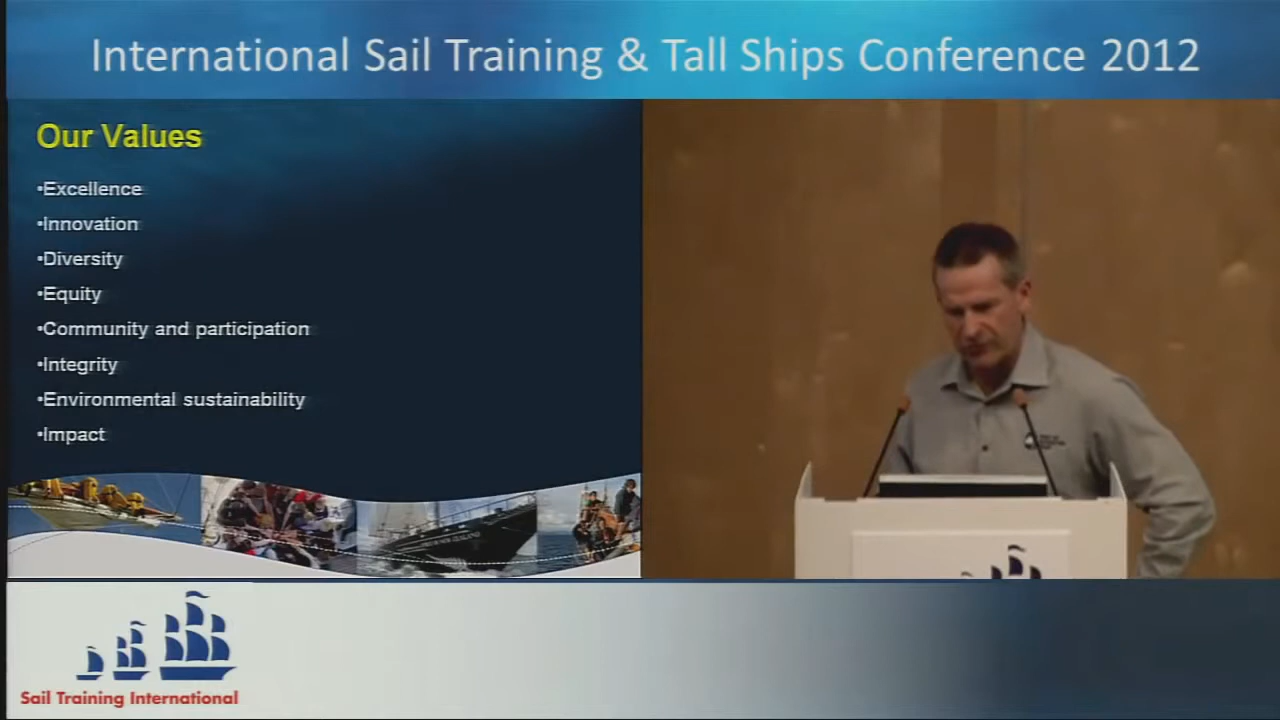 International Sail Training & Tall Ships Conference 2012
Our Values
•Excellence
•Innovation
•Diversity
•Equity
•Community and participation
•Integrity
•Environmental sustainability
•Impact
Sail Training International